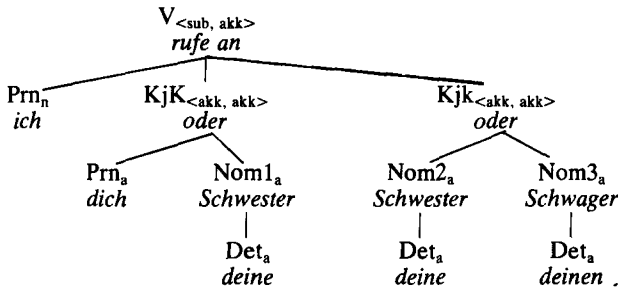 V<sub, akk>
rufe an
Prnn KjK<akk, akk> Kjk<akk, akk>
ich oder oder
Prna Nom1a Nom2a Nom3a
dich Schwester Schwester Schwager
Deta Deta Deta
deine deine deinen .